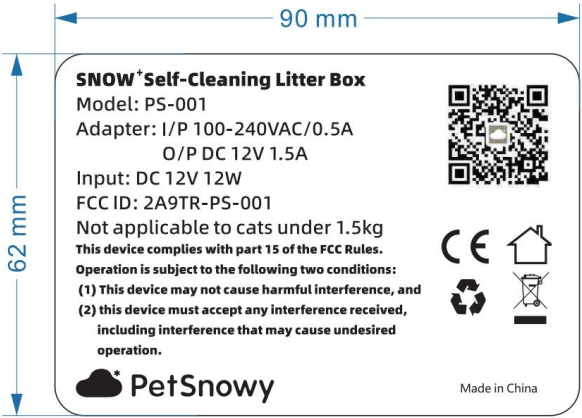 90 mm
62 mm
SNOW⁺Self-Cleaning Litter Box
Model: PS-001
Adapter: I/P 100-240VAC/0.5A
O/P DC 12V 1.5A
Input: DC 12V 12W
FCC ID: 2A9TR-PS-001
Not applicable to cats under 1.5kg
This device complies with part 15 of the FCC Rules.
Operation is subject to the following two conditions:
(1) This device may not cause harmful interference, and
(2) this device must accept any interference received,
including interference that may cause undesired
operation.
CE
PetSnowy
Made in China